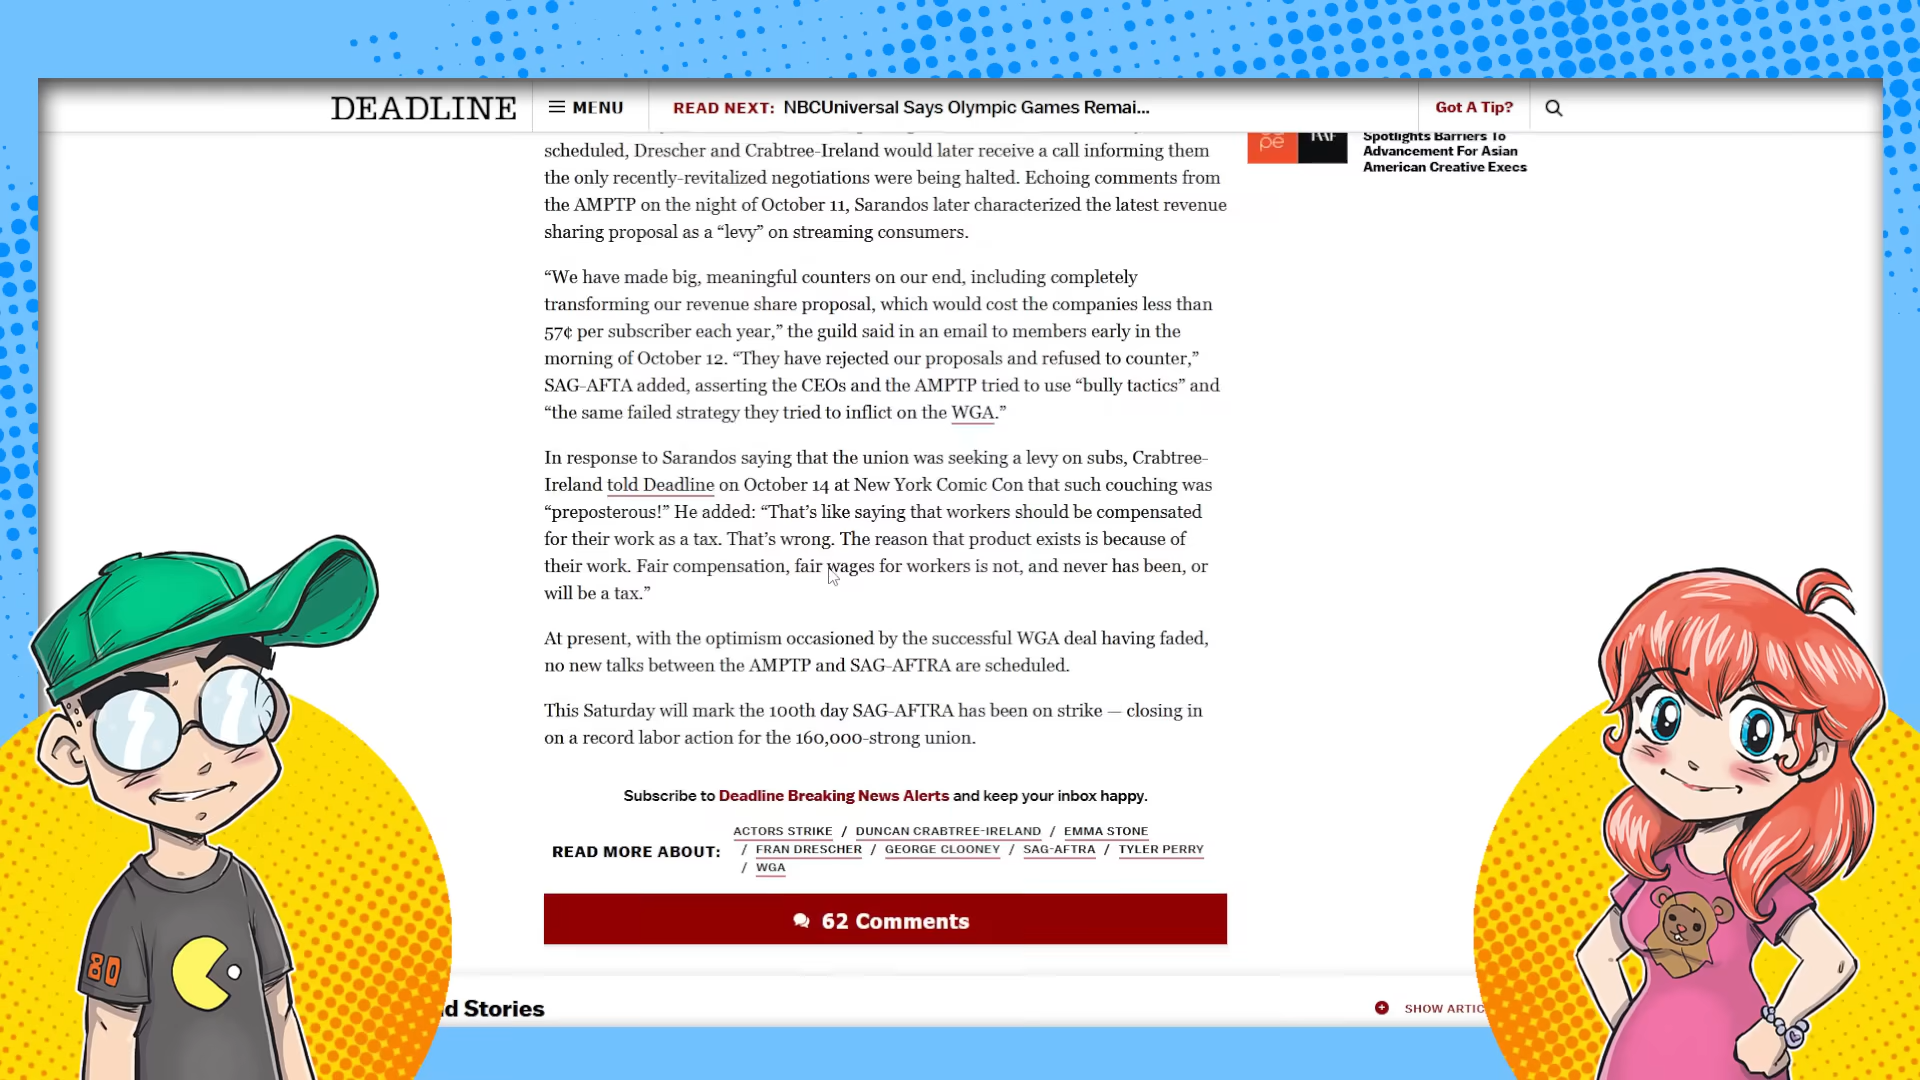 DEADLINE
MENU
READ NEXT: NBCUniversal Says Olympic Games Remai...
Got A Tip?
scheduled, Drescher and Crabtree-Ireland would later receive a call informing them
the only recently-revitalized negotiations were being halted. Echoing comments from
the AMPTP on the night of October 11, Sarandos later characterized the latest revenue
sharing proposal as a “levy” on streaming consumers.
“We have made big, meaningful counters on our end, including completely
transforming our revenue share proposal, which would cost the companies less than
57¢ per subscriber each year,” the guild said in an email to members early in the
morning of October 12. “They have rejected our proposals and refused to counter,”
SAG-AFTA added, asserting the CEOs and the AMPTP tried to use “bully tactics” and
“the same failed strategy they tried to inflict on the WGA.”
In response to Sarandos saying that the union was seeking a levy on subs, Crabtree-
Ireland told Deadline on October 14 at New York Comic Con that such couching was
“preposterous!” He added: “That’s like saying that workers should be compensated
for their work as a tax. That’s wrong. The reason that product exists is because of
their work. Fair compensation, fair wages for workers is not, and never has been, or
will be a tax.”
At present, with the optimism occasioned by the successful WGA deal having faded,
no new talks between the AMPTP and SAG-AFTRA are scheduled.
This Saturday will mark the 100th day SAG-AFTRA has been on strike — closing in
on a record labor action for the 160,000-strong union.
Subscribe to Deadline Breaking News Alerts and keep your inbox happy.
READ MORE ABOUT:
ACTORS STRIKE / DUNCAN CRABTREE-IRELAND / EMMA STONE
/ FRAN DRESCHER / GEORGE CLOONEY / SAG-AFTRA / TYLER PERRY
/ WGA
62 Comments
d Stories
SHOW ARTIC
pe
Spotlights Barriers To
Advancement For Asian
American Creative Execs
80